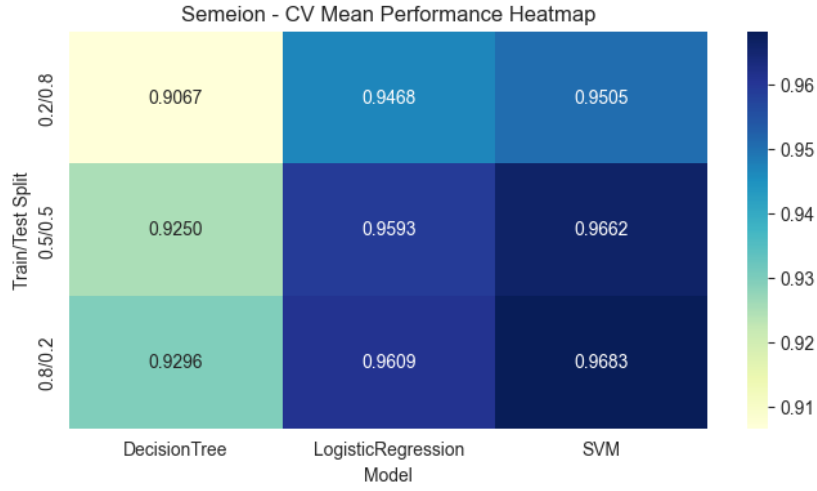 Semeion - CV Mean Performance Heatmap
Train/Test Split
0.2/0.8
0.9067 0.9468 0.9505
0.5/0.5
0.9250 0.9593 0.9662
0.8/0.2
0.9296 0.9609 0.9683
DecisionTree LogisticRegression SVM
Model
0.96
0.95
0.94
0.93
0.92
0.91